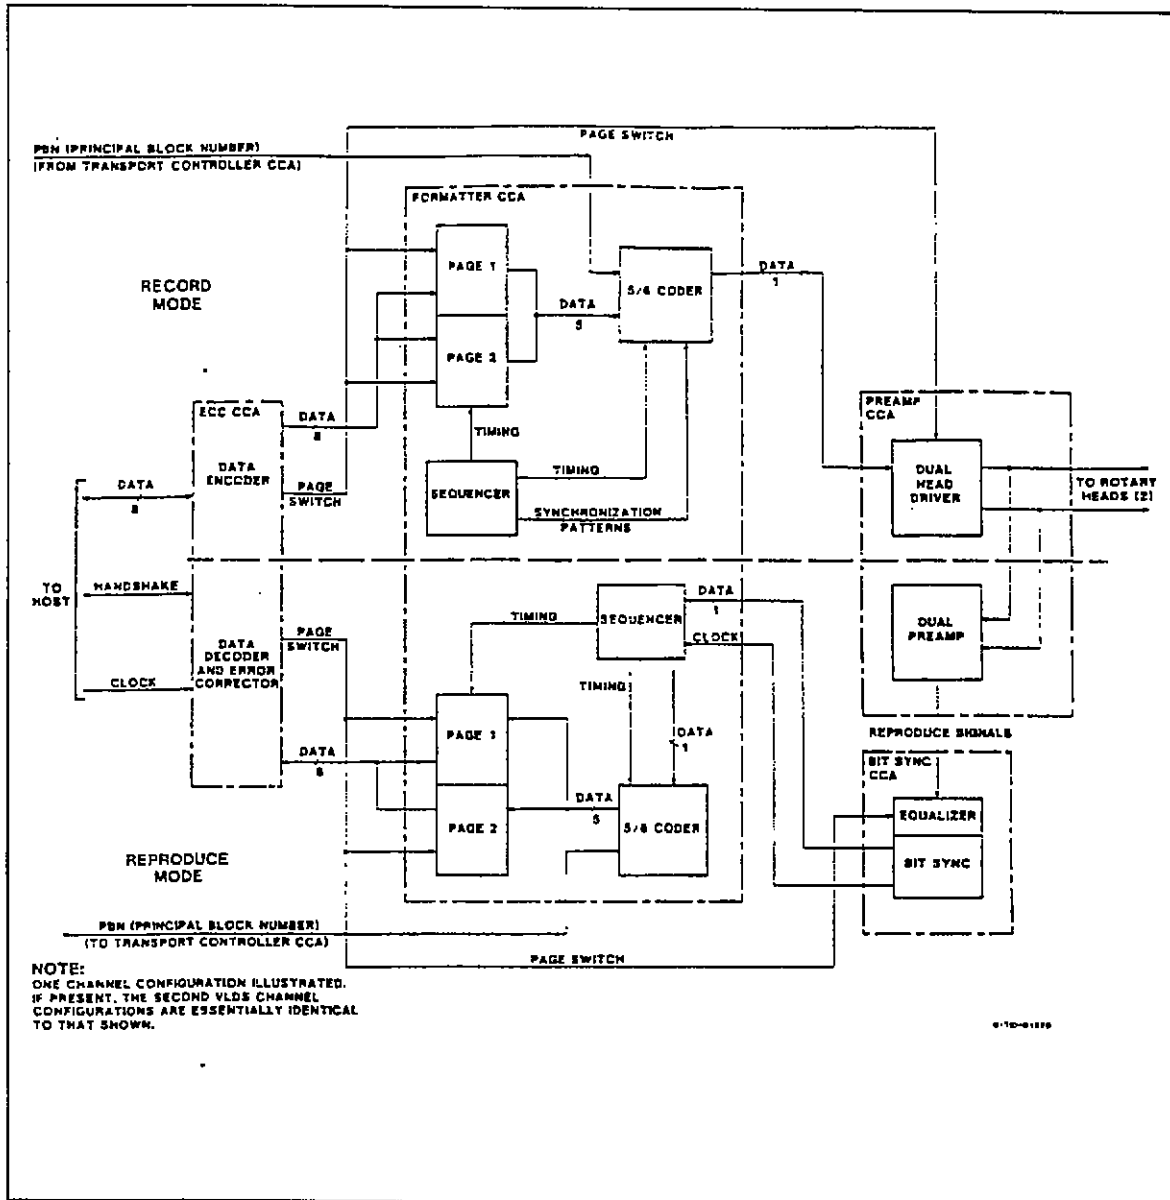 PAGE SWITCH
PBN (PRINCIPAL BLOCK NUMBER)
(FROM TRANSPORT CONTROLLER CCA)
FORMATTER CCA
RECORD
MODE
PAGE 1
PAGE 2
DATA
5
5/6 CODER
DATA
1
TIMING
SEQUENCER
TIMING
SYNCHRONIZATION
PATTERNS
ECC CCA
DATA
ENCODER
DATA
8
PAGE
SWITCH
DATA
8
TO
HOST
HANDSHAKE
CLOCK
PREAMP
CCA
DUAL
HEAD
DRIVER
TO ROTARY
HEADS (2)
DUAL
PREAMP
REPRODUCE SIGNALS
DATA
DECODER
AND ERROR
CORRECTOR
PAGE
SWITCH
DATA
8
TIMING
SEQUENCER
DATA
1
CLOCK
TIMING
DATA
1
PAGE 1
PAGE 2
DATA
5
5/6 CODER
BIT SYNC
CCA
EQUALIZER
BIT SYNC
REPRODUCE
MODE
PBN (PRINCIPAL BLOCK NUMBER)
(TO TRANSPORT CONTROLLER CCA)
PAGE SWITCH
NOTE:
ONE CHANNEL CONFIGURATION ILLUSTRATED.
IF PRESENT, THE SECOND VLDS CHANNEL
CONFIGURATIONS ARE ESSENTIALLY IDENTICAL
TO THAT SHOWN.